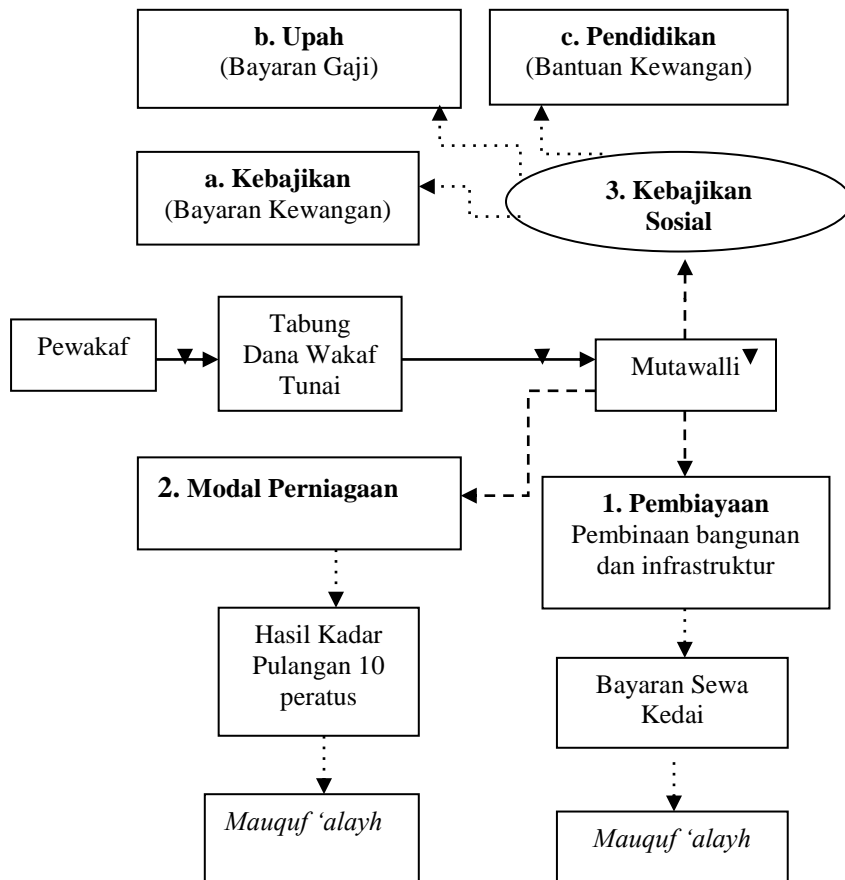 b. Upah
(Bayaran Gaji)
c. Pendidikan
(Bantuan Kewangan)
a. Kebajikan
(Bayaran Kewangan)
3. Kebajikan
Sosial
Pewakaf
Tabung
Dana Wakaf
Tunai
Mutawalli
2. Modal Perniagaan
1. Pembiayaan
Pembinaan bangunan
dan infrastruktur
Hasil Kadar
Pulangan 10
peratus
Bayaran Sewa
Kedai
Mauquf ‘alayh
Mauquf ‘alayh